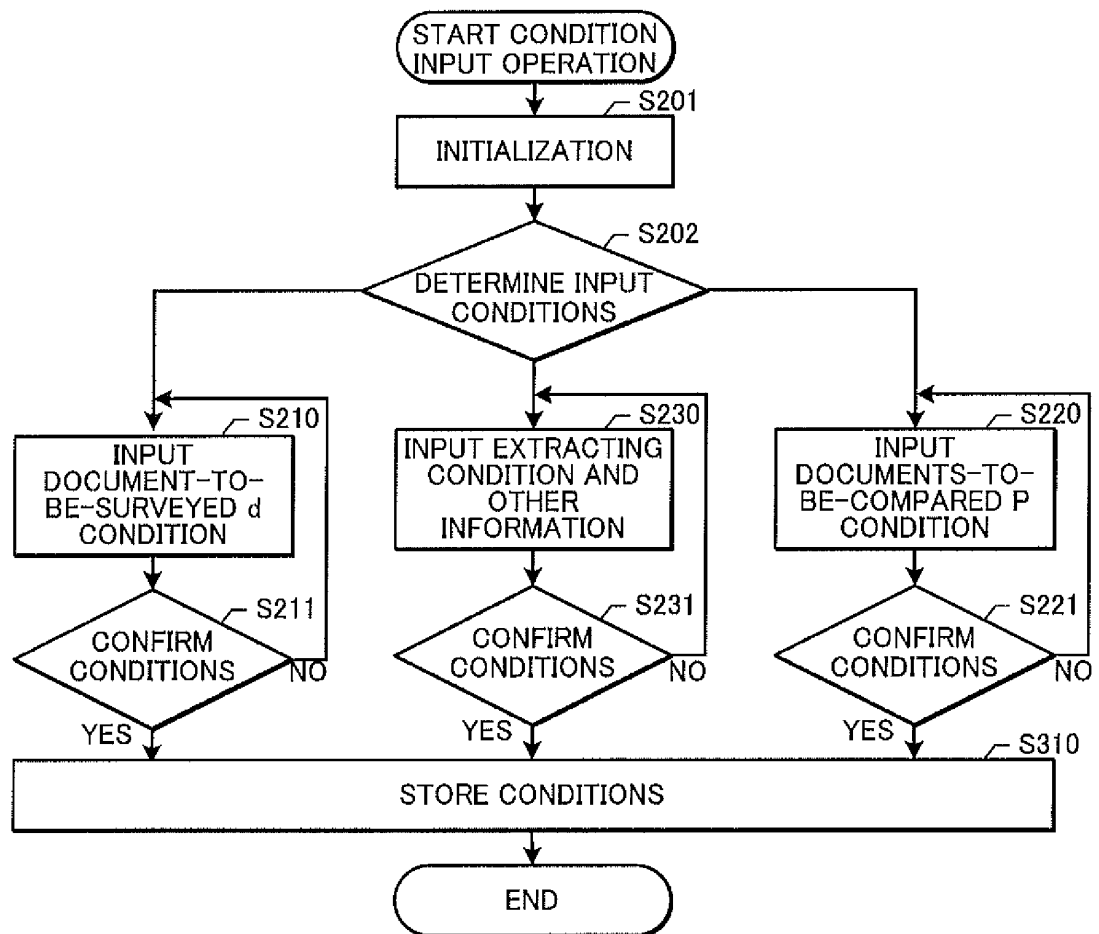 START CONDITION
INPUT OPERATION
S201
INITIALIZATION
S202
DETERMINE INPUT
CONDITIONS
S210
INPUT
DOCUMENT-TO-
BE-SURVEYED d
CONDITION
S230
INPUT EXTRACTING
CONDITION AND
OTHER
INFORMATION
S220
INPUT
DOCUMENTS-TO-
BE-COMPARED P
CONDITION
S211
CONFIRM
CONDITIONS
NO
YES
S231
CONFIRM
CONDITIONS
NO
YES
S221
CONFIRM
CONDITIONS
NO
YES
S310
STORE CONDITIONS
END